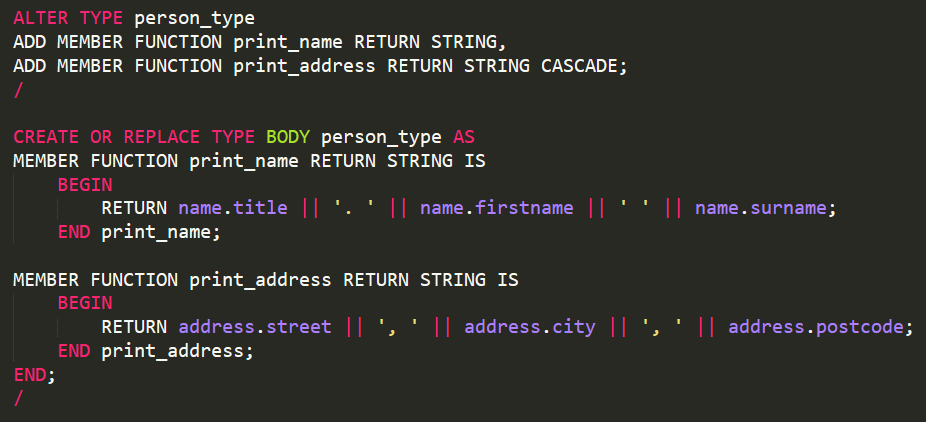 ALTER TYPE person_type
ADD MEMBER FUNCTION print_name RETURN STRING,
ADD MEMBER FUNCTION print_address RETURN STRING CASCADE;
/
CREATE OR REPLACE TYPE BODY person_type AS
MEMBER FUNCTION print_name RETURN STRING IS
BEGIN
RETURN name.title || '. ' || name.firstname || ' ' || name.surname;
END print_name;
MEMBER FUNCTION print_address RETURN STRING IS
BEGIN
RETURN address.street || ', ' || address.city || ', ' || address.postcode;
END print_address;
END;
/